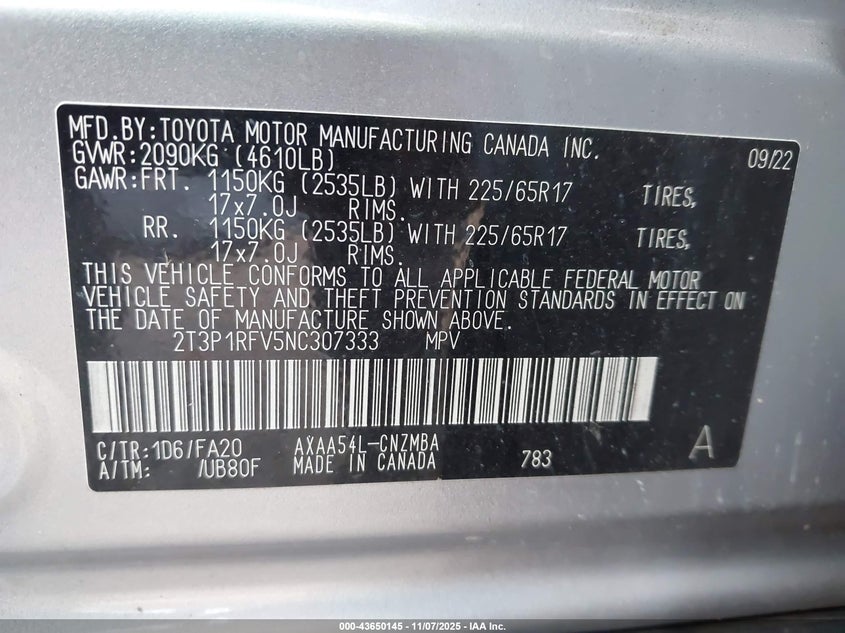 MFD.BY:TOYOTA MOTOR MANUFACTURING CANADA INC. 09/22
GVWR:2090KG (4610LB)
GAWR:FRT. 1150KG (2535LB) WITH 225/65R17 TIRES,
17x7.0J RIMS.
RR. 1150KG (2535LB) WITH 225/65R17 TIRES,
17x7.0J RIMS.
THIS VEHICLE CONFORMS TO ALL APPLICABLE FEDERAL MOTOR
VEHICLE SAFETY AND THEFT PREVENTION STANDARDS IN EFFECT ON
THE DATE OF MANUFACTURE SHOWN ABOVE.
2T3P1RFV5NC307333 MPV
C/TR:1D6/FA20 AXAA54L-CNZMBA
A/TM: /UB80F MADE IN CANADA 783 A
000-43650145 - 11/07/2025 - IAA Inc.